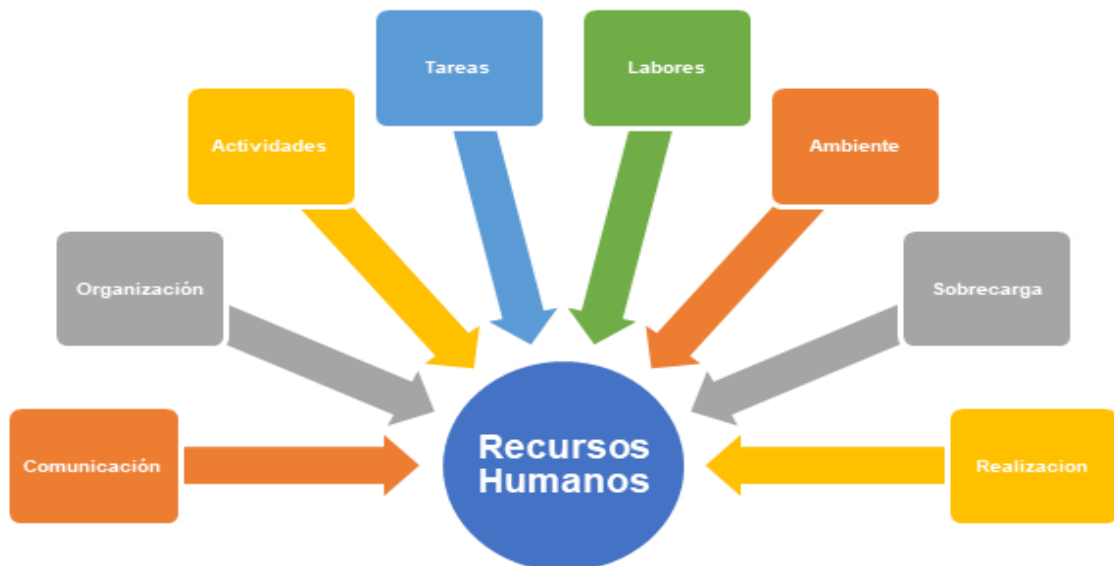 Tareas
Labores
Actividades
Ambiente
Organización
Sobrecarga
Comunicación
Recursos
Humanos
Realizacion